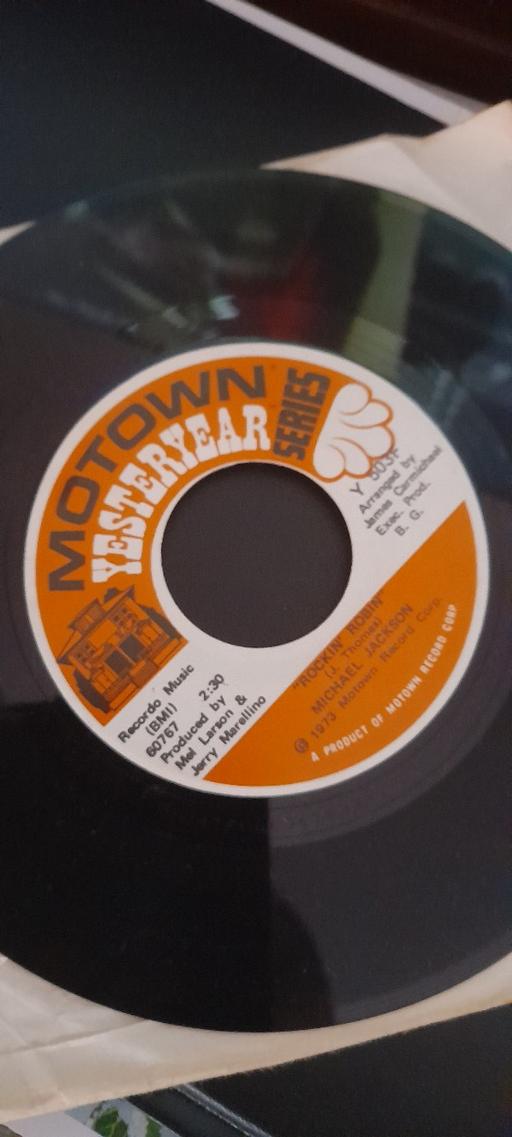 MOTOWN
YESTERYEAR
SERIES
Y 503F
Arranged by
James Carmichael
Exec. Prod.
B. G.
Recordo Music
(BMI) 2:30
60767
Produced by
Mel Larson &
Jerry Marellino
"ROCKIN' ROBIN"
(J. Thomas)
MICHAEL JACKSON
℗ 1973 Motown Record Corp.
A PRODUCT OF MOTOWN RECORD CORP